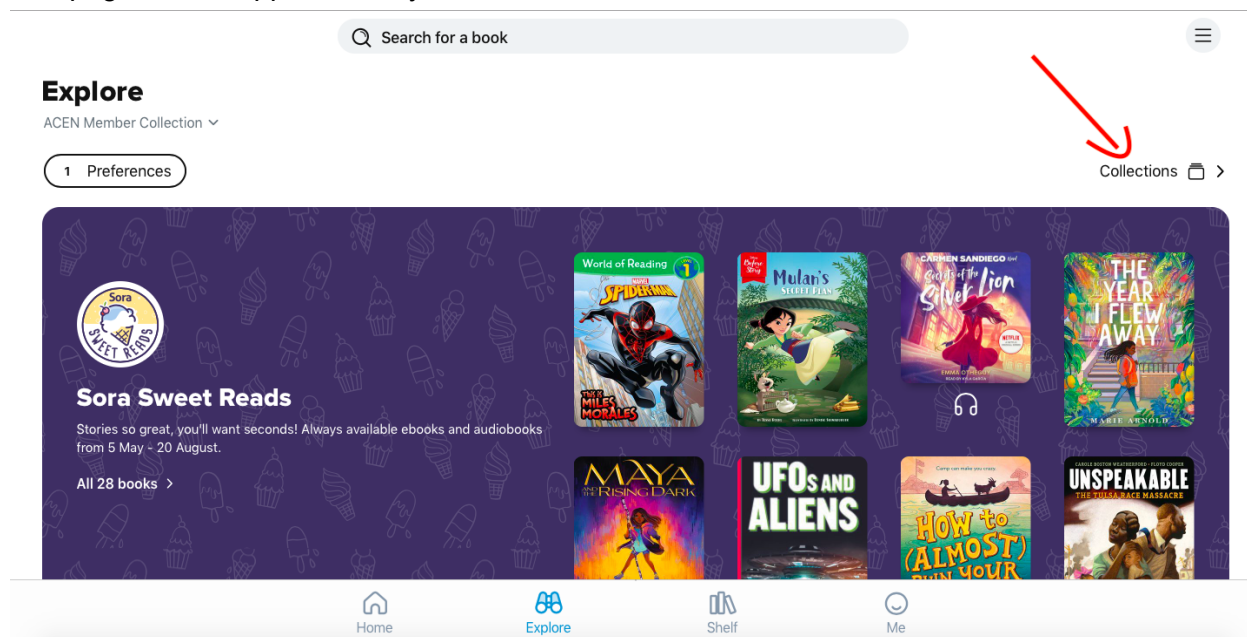 Search for a book
Explore
ACEN Member Collection
1 Preferences
Collections
Sora
SWEET READS
Sora Sweet Reads
Stories so great, you'll want seconds! Always available ebooks and audiobooks
from 5 May - 20 August.
All 28 books
World of Reading
LEVEL 1
MARVEL
SPIDER-MAN
THIS IS
MILES
MORALES
Before
Story
Mulan's
SECRET PLAN
A CARMEN SANDIEGO Novel
Secrets of the
Silver Lion
NETFLIX
THE
YEAR
I FLEW
AWAY
MARIE ARNOLD
MAYA
AND THE RISING DARK
UFOs AND
ALIENS
Camp can make you crazy.
HOW to
(ALMOST)
RUIN YOUR
CAROLE BOSTON WEATHERFORD · FLOYD COOPER
UNSPEAKABLE
THE TULSA RACE MASSACRE
Home
Explore
Shelf
Me